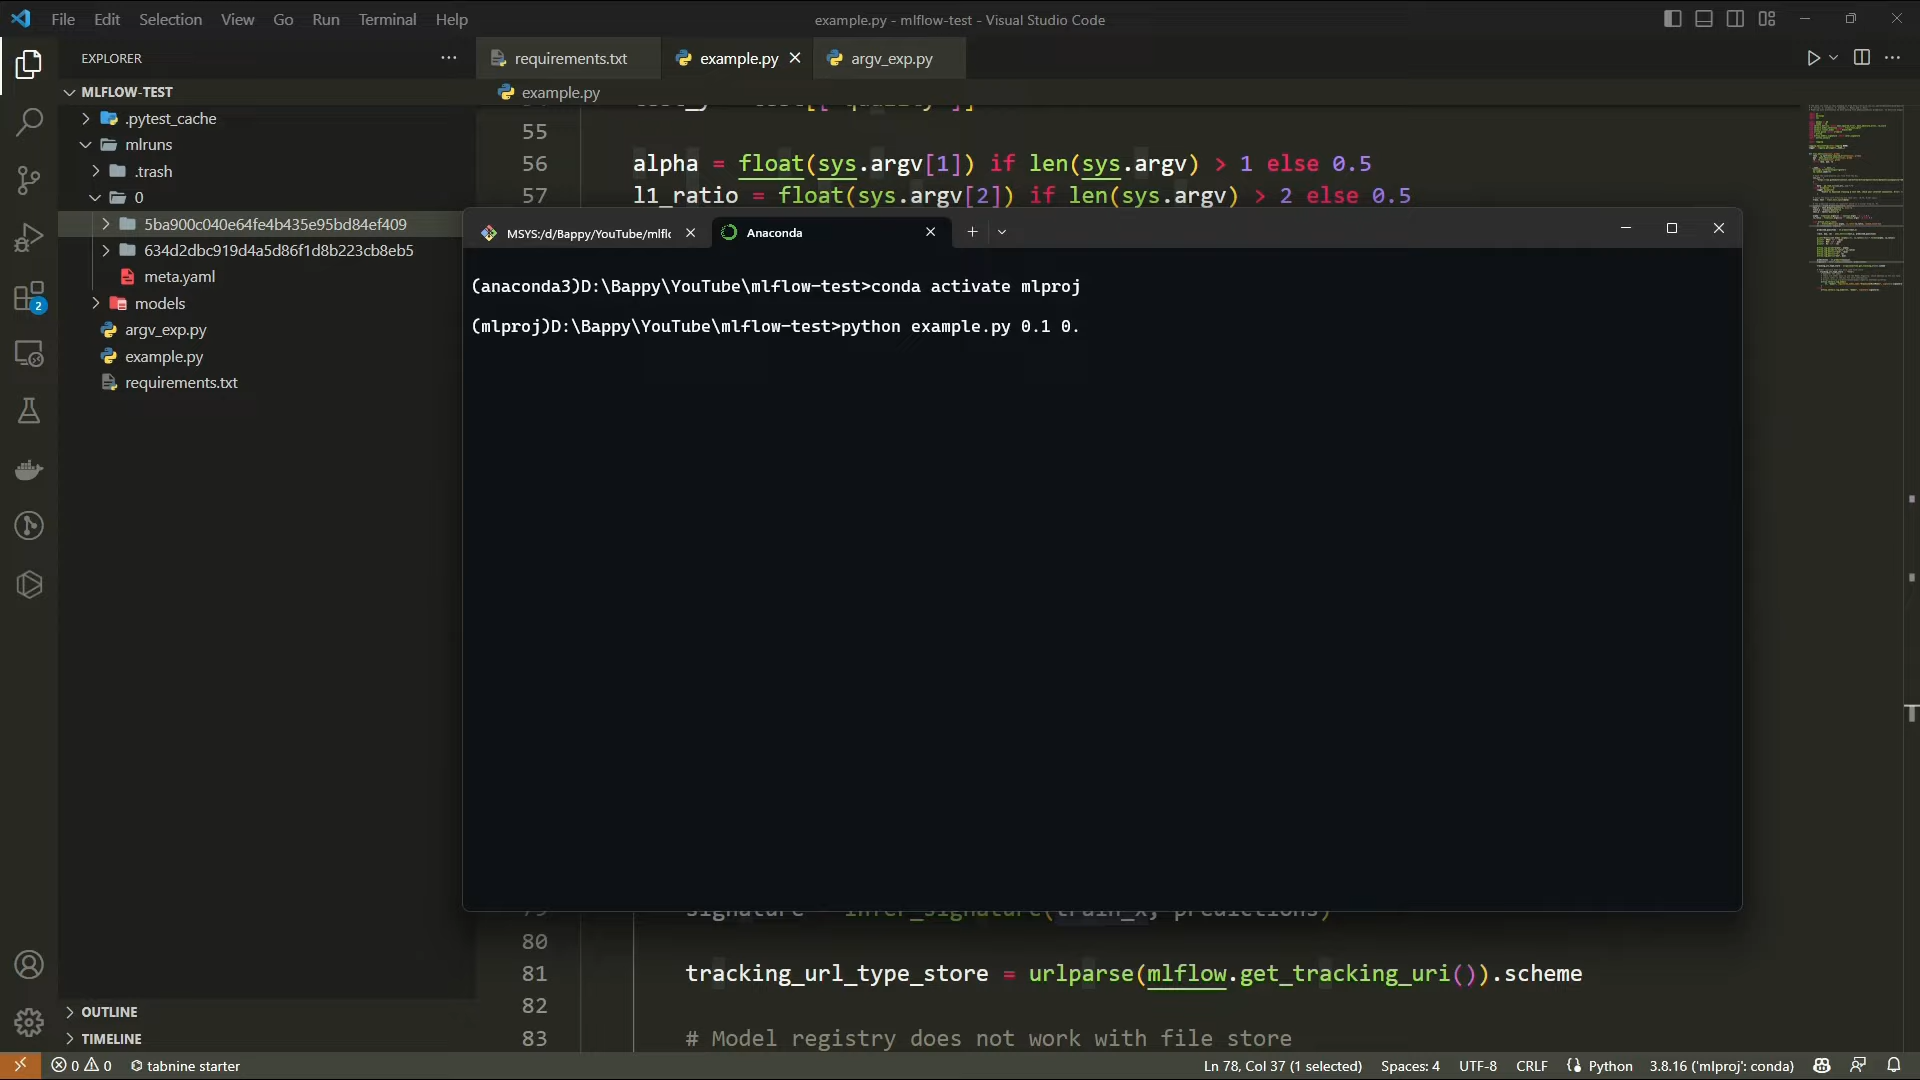 File Edit Selection View Go Run Terminal Help
example.py - mlflow-test - Visual Studio Code
EXPLORER
requirements.txt
example.py
argv_exp.py
MLFLOW-TEST
example.py
.pytest_cache
mlruns
.trash
0
5ba900c040e64fe4b435e95bd84ef409
634d2dbc919d4a5d86f1d8b223cb8eb5
meta.yaml
models
argv_exp.py
example.py
requirements.txt
55
56 alpha = float(sys.argv[1]) if len(sys.argv) > 1 else 0.5
57 l1_ratio = float(sys.argv[2]) if len(sys.argv) > 2 else 0.5
MSYS:/d/Bappy/YouTube/mlfl
Anaconda
(anaconda3)D:\Bappy\YouTube\mlflow-test>conda activate mlproj
(mlproj)D:\Bappy\YouTube\mlflow-test>python example.py 0.1 0.
80
81 tracking_url_type_store = urlparse(mlflow.get_tracking_uri()).scheme
82
83 # Model registry does not work with file store
2
OUTLINE
TIMELINE
0 0 tabnine starter
Ln 78, Col 37 (1 selected) Spaces: 4 UTF-8 CRLF Python 3.8.16 ('mlproj': conda)